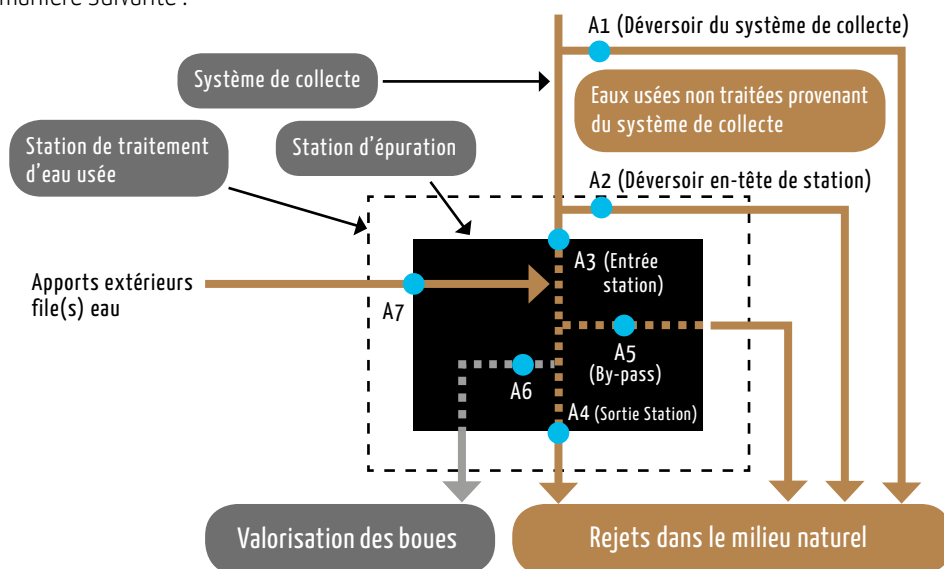 manière suivante :
A1 (Déversoir du système de collecte)
Système de collecte
Eaux usées non traitées provenant
du système de collecte
Station de traitement
d'eau usée
Station d'épuration
A2 (Déversoir en-tête de station)
A3 (Entrée
station)
Apports extérieurs
file(s) eau
A7
A5
(By-pass)
A6
A4 (Sortie Station)
Valorisation des boues
Rejets dans le milieu naturel